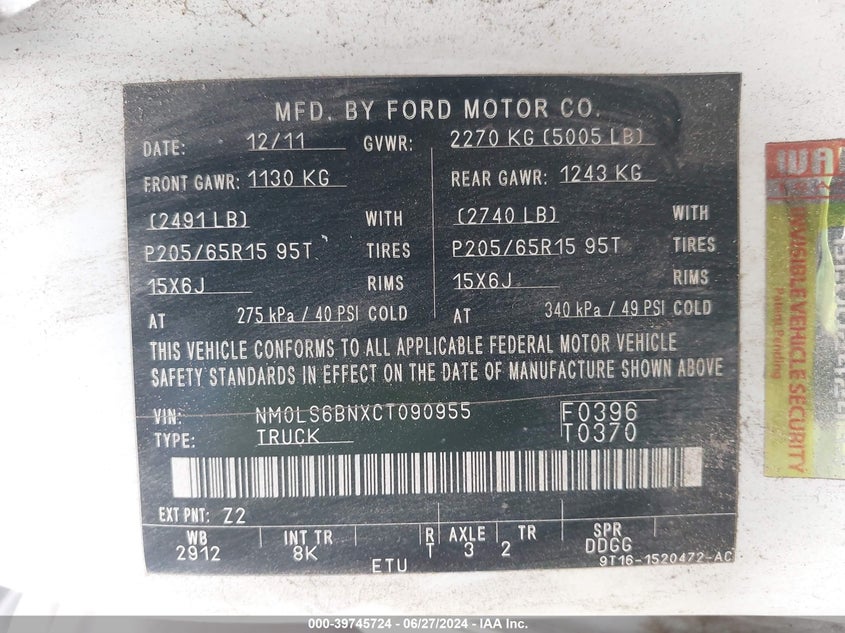 MFD. BY FORD MOTOR CO.
DATE: 12/11 GVWR: 2270 KG (5005 LB)
FRONT GAWR: 1130 KG REAR GAWR: 1243 KG
(2491 LB) WITH (2740 LB) WITH
P205/65R15 95T TIRES P205/65R15 95T TIRES
15X6J RIMS 15X6J RIMS
AT 275 kPa / 40 PSI COLD AT 340 kPa / 49 PSI COLD
THIS VEHICLE CONFORMS TO ALL APPLICABLE FEDERAL MOTOR VEHICLE
SAFETY STANDARDS IN EFFECT ON THE DATE OF MANUFACTURE SHOWN ABOVE
VIN: NM0LS6BNXCT090955 F0396
TYPE: TRUCK T0370
EXT PNT: Z2
WB INT TR R AXLE TR SPR
2912 8K T 3 2 DDGG
ETU 9T16-1520472-AC
INVISIBLE VEHICLE SECURITY
Patent Pending
000-39745724 - 06/27/2024 - IAA Inc.